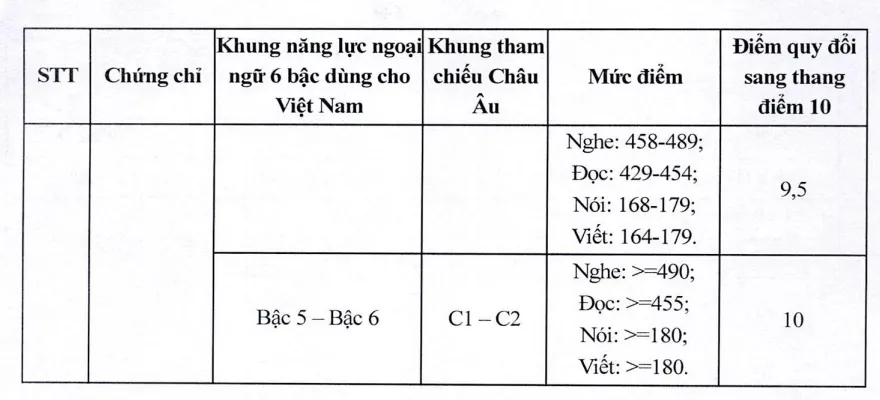 STT
Chứng chỉ
Khung năng lực ngoại
ngữ 6 bậc dùng cho
Việt Nam
Khung tham
chiếu Châu
Âu
Mức điểm
Điểm quy đổi
sang thang
điểm 10
Nghe: 458-489;
Đọc: 429-454;
Nói: 168-179;
Viết: 164-179.
9,5
Bậc 5 – Bậc 6
C1 – C2
Nghe: >=490;
Đọc: >=455;
Nói: >=180;
Viết: >=180.
10